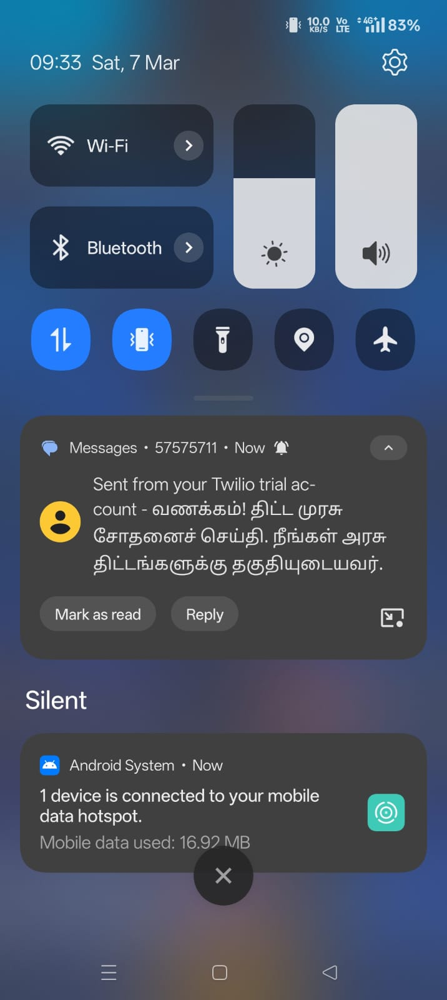 10.0 KB/S Vo LTE 4G+ 83%
09:33 Sat, 7 Mar
Wi-Fi
Bluetooth
Messages • 57575711 • Now
Sent from your Twilio trial ac-
count - வணக்கம்! திட்ட முரசு
சோதனைச் செய்தி. நீங்கள் அரசு
திட்டங்களுக்கு தகுதியுடையவர்.
Mark as read Reply
Silent
Android System • Now
1 device is connected to your mobile
data hotspot.
Mobile data used: 16.92 MB